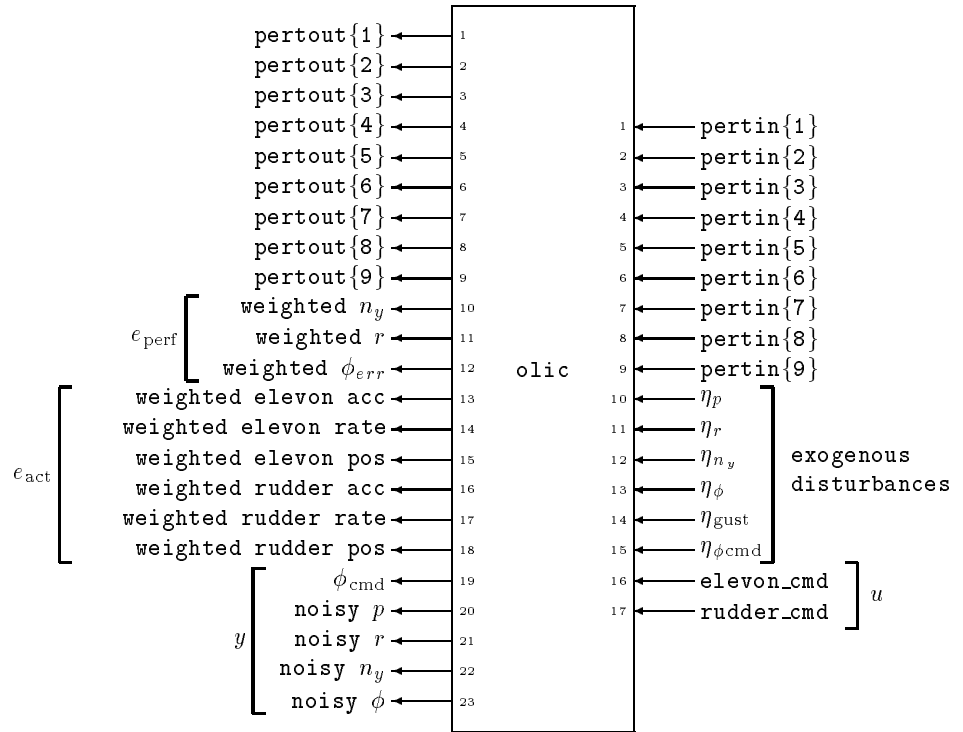 pertout{1} 1
pertout{2} 2
pertout{3} 3
pertout{4} 4
pertout{5} 5
pertout{6} 6
pertout{7} 7
pertout{8} 8
pertout{9} 9
e_perf
weighted n_y 10
weighted r 11
weighted ϕ_err 12
e_act
weighted elevon acc 13
weighted elevon rate 14
weighted elevon pos 15
weighted rudder acc 16
weighted rudder rate 17
weighted rudder pos 18
y
ϕ_cmd 19
noisy p 20
noisy r 21
noisy n_y 22
noisy ϕ 23
olic
1 pertin{1}
2 pertin{2}
3 pertin{3}
4 pertin{4}
5 pertin{5}
6 pertin{6}
7 pertin{7}
8 pertin{8}
9 pertin{9}
10 η_p
11 η_r
12 η_{n_y}
13 η_ϕ
14 η_gust
15 η_ϕcmd
exogenous
disturbances
16 elevon_cmd
17 rudder_cmd
u